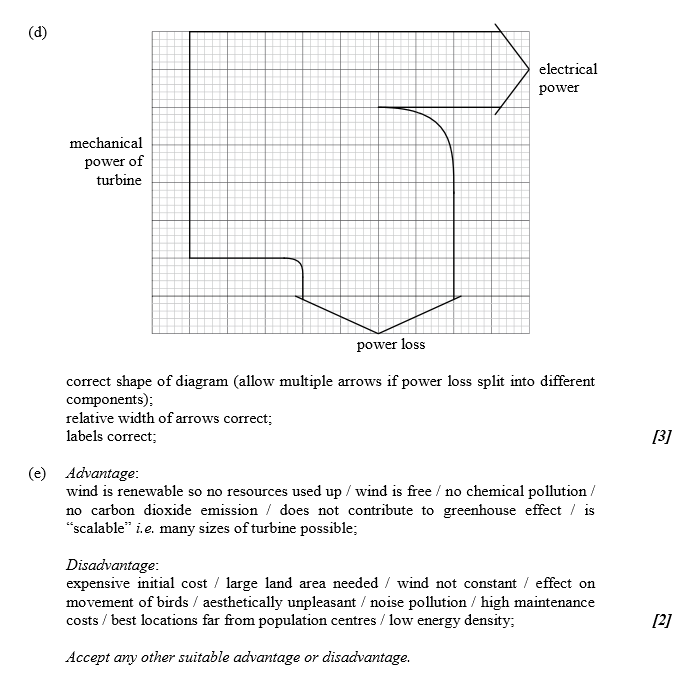 (d)
electrical
power
mechanical
power of
turbine
power loss
correct shape of diagram (allow multiple arrows if power loss split into different
components);
relative width of arrows correct;
labels correct; [3]
(e) Advantage:
wind is renewable so no resources used up / wind is free / no chemical pollution /
no carbon dioxide emission / does not contribute to greenhouse effect / is
“scalable” i.e. many sizes of turbine possible;
Disadvantage:
expensive initial cost / large land area needed / wind not constant / effect on
movement of birds / aesthetically unpleasant / noise pollution / high maintenance
costs / best locations far from population centres / low energy density; [2]
Accept any other suitable advantage or disadvantage.